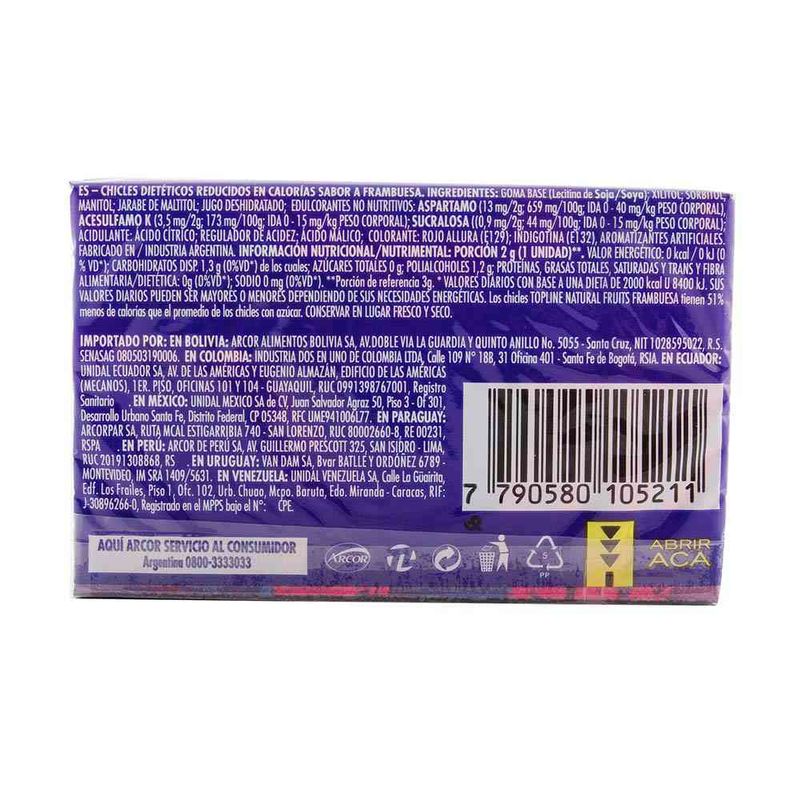 ES – CHICLES DIETÉTICOS REDUCIDOS EN CALORÍAS SABOR A FRAMBUESA. INGREDIENTES: GOMA BASE (Lecitina de Soja/Soya); XILITOL; SORBITOL,
MANITOL; JARABE DE MALTITOL; JUGO DESHIDRATADO; EDULCORANTES NO NUTRITIVOS: ASPARTAMO (13 mg/2g; 659 mg/100g; IDA 0 - 40 mg/kg PESO CORPORAL),
ACESULFAMO K (3,5 mg/2g; 173 mg/100g; IDA 0 - 15 mg/kg PESO CORPORAL); SUCRALOSA ((0,9 mg/2g; 44 mg/100g; IDA 0 - 15 mg/kg PESO CORPORAL);
ACIDULANTE: ÁCIDO CÍTRICO; REGULADOR DE ACIDEZ; ÁCIDO MÁLICO; COLORANTE: ROJO ALLURA (E129); INDIGOTINA (E132), AROMATIZANTES ARTIFICIALES.
FABRICADO EN / INDUSTRIA ARGENTINA. INFORMACIÓN NUTRICIONAL/NUTRIMENTAL: PORCIÓN 2 g (1 UNIDAD)**. VALOR ENERGÉTICO: 0 kcal / 0 kJ (0
% VD*); CARBOHIDRATOS DISP. 1,3 g (0%VD*) de los cuales; AZÚCARES TOTALES 0 g; POLIALCOHOLES 1,2 g; PROTEÍNAS, GRASAS TOTALES, SATURADAS Y TRANS Y FIBRA
ALIMENTARIA/DIETÉTICA: 0g (0%VD*); SODIO 0 mg (0%VD*). **Porción de referencia 3g. * VALORES DIARIOS CON BASE A UNA DIETA DE 2000 kcal U 8400 kJ. SUS
VALORES DIARIOS PUEDEN SER MAYORES O MENORES DEPENDIENDO DE SUS NECESIDADES ENERGÉTICAS. Los chicles TOPLINE NATURAL FRUITS FRAMBUESA tienen 51%
menos de calorías que el promedio de los chicles con azúcar. CONSERVAR EN LUGAR FRESCO Y SECO.
IMPORTADO POR: EN BOLIVIA: ARCOR ALIMENTOS BOLIVIA SA, AV.DOBLE VIA LA GUARDIA Y QUINTO ANILLO No. 5055 - Santa Cruz, NIT 1028595022, R.S.
SENASAG 080503190006. EN COLOMBIA: INDUSTRIA DOS EN UNO DE COLOMBIA LTDA, Calle 109 N° 18B, 31 Oficina 401 - Santa Fe de Bogotá, RSIA. EN ECUADOR:
UNIDAL ECUADOR SA, AV. DE LAS AMÉRICAS Y EUGENIO ALMAZÁN, EDIFICIO DE LAS AMÉRICAS
(MECANOS), 1ER. PISO, OFICINAS 101 Y 104 - GUAYAQUIL, RUC 0991398767001, Registro
Sanitario . EN MÉXICO: UNIDAL MEXICO SA de CV, Juan Salvador Agraz 50, Piso 3 - Of 301,
Desarrollo Urbano Santa Fe, Distrito Federal, CP 05348, RFC UME941006L77. EN PARAGUAY:
ARCORPAR SA, RUTA MCAL ESTIGARRIBIA 740 - SAN LORENZO, RUC 80002660-8, RE 00231,
RSPA . EN PERÚ: ARCOR DE PERÚ SA, AV. GUILLERMO PRESCOTT 325, SAN ISIDRO - LIMA,
RUC 20191308868, RS . EN URUGUAY: VAN DAM SA, Bvar BATLLE Y ORDÓÑEZ 6789 -
MONTEVIDEO, IM SRA 1409/5631. EN VENEZUELA: UNIDAL VENEZUELA SA, Calle La Güairita,
Edf. Los Frailes, Piso 1, Ofc. 102, Urb. Chuao, Mcpo. Baruta, Edo. Miranda - Caracas, RIF:
J-30896266-0, Registrado en el MPPS bajo el N°: CPE.
7 790580 105211
AQUÍ ARCOR SERVICIO AL CONSUMIDOR
Argentina 0800-3333033
ARCOR
5
PP
ABRIR
ACA